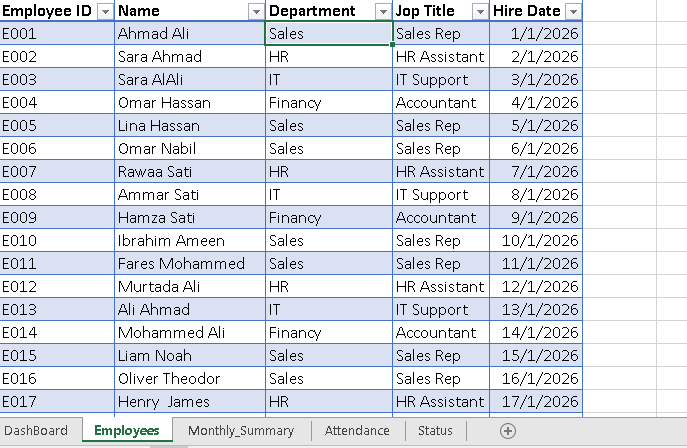 Employee ID Name Department Jop Title Hire Date
E001 Ahmad Ali Sales Sales Rep 1/1/2026
E002 Sara Ahmad HR HR Assistant 2/1/2026
E003 Sara AlAli IT IT Support 3/1/2026
E004 Omar Hassan Financy Accountant 4/1/2026
E005 Lina Hassan Sales Sales Rep 5/1/2026
E006 Omar Nabil Sales Sales Rep 6/1/2026
E007 Rawaa Sati HR HR Assistant 7/1/2026
E008 Ammar Sati IT IT Support 8/1/2026
E009 Hamza Sati Financy Accountant 9/1/2026
E010 Ibrahim Ameen Sales Sales Rep 10/1/2026
E011 Fares Mohammed Sales Sales Rep 11/1/2026
E012 Murtada Ali HR HR Assistant 12/1/2026
E013 Ali Ahmad IT IT Support 13/1/2026
E014 Mohammed Ali Financy Accountant 14/1/2026
E015 Liam Noah Sales Sales Rep 15/1/2026
E016 Oliver Theodor Sales Sales Rep 16/1/2026
E017 Henry  James HR HR Assistant 17/1/2026
DashBoard Employees Monthly_Summary Attendance Status